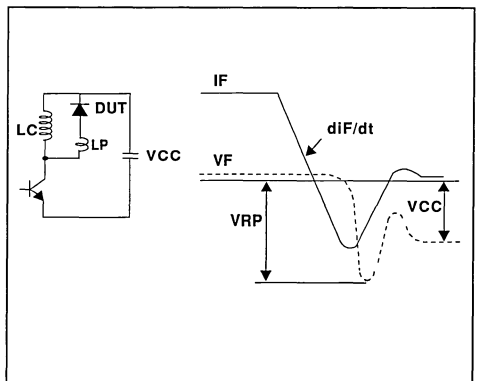 IF
DUT
diF/dt
LC
LP
VCC
VF
VRP
VCC